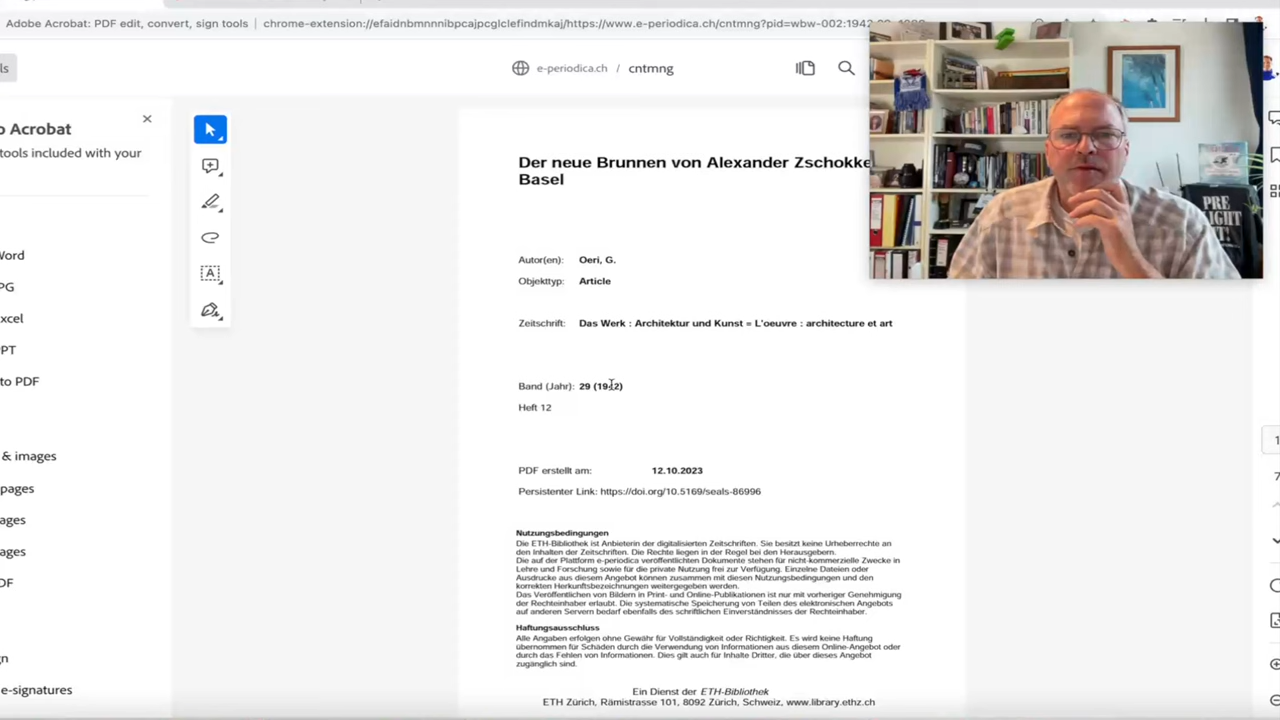 Adobe Acrobat: PDF edit, convert, sign tools | chrome-extension://efaidnbmnnnibpcajpcglclefindmkaj/https://www.e-periodica.ch/cntmng?pid=wbw-002:1942
e-periodica.ch / cntmng
o Acrobat
tools included with your
Word
PG
Excel
PT
to PDF
& images
pages
ages
ages
DF
gn
e-signatures
Der neue Brunnen von Alexander Zschokke
Basel
Autor(en): Oeri, G.
Objekttyp: Article
Zeitschrift: Das Werk : Architektur und Kunst = L'oeuvre : architecture et art
Band (Jahr): 29 (1942)
Heft 12
PDF erstellt am: 12.10.2023
Persistenter Link: https://doi.org/10.5169/seals-86996
Nutzungsbedingungen
Die ETH-Bibliothek ist Anbieterin der digitalisierten Zeitschriften. Sie besitzt keine Urheberrechte an
den Inhalten der Zeitschriften. Die Rechte liegen in der Regel bei den Herausgebern.
Die auf der Plattform e-periodica veröffentlichten Dokumente stehen für nicht-kommerzielle Zwecke in
Lehre und Forschung sowie für die private Nutzung frei zur Verfügung. Einzelne Dateien oder
Ausdrucke aus diesem Angebot können zusammen mit diesen Nutzungsbedingungen und den
korrekten Herkunftsbezeichnungen weitergegeben werden.
Das Veröffentlichen von Bildern in Print- und Online-Publikationen ist nur mit vorheriger Genehmigung
der Rechteinhaber erlaubt. Die systematische Speicherung von Teilen des elektronischen Angebots
auf anderen Servern bedarf ebenfalls des schriftlichen Einverständnisses der Rechteinhaber.
Haftungsausschluss
Alle Angaben erfolgen ohne Gewähr für Vollständigkeit oder Richtigkeit. Es wird keine Haftung
übernommen für Schäden durch die Verwendung von Informationen aus diesem Online-Angebot oder
durch das Fehlen von Informationen. Dies gilt auch für Inhalte Dritter, die über dieses Angebot
zugänglich sind.
Ein Dienst der ETH-Bibliothek
ETH Zürich, Rämistrasse 101, 8092 Zürich, Schweiz, www.library.ethz.ch
PRE
LIGHT
IT!